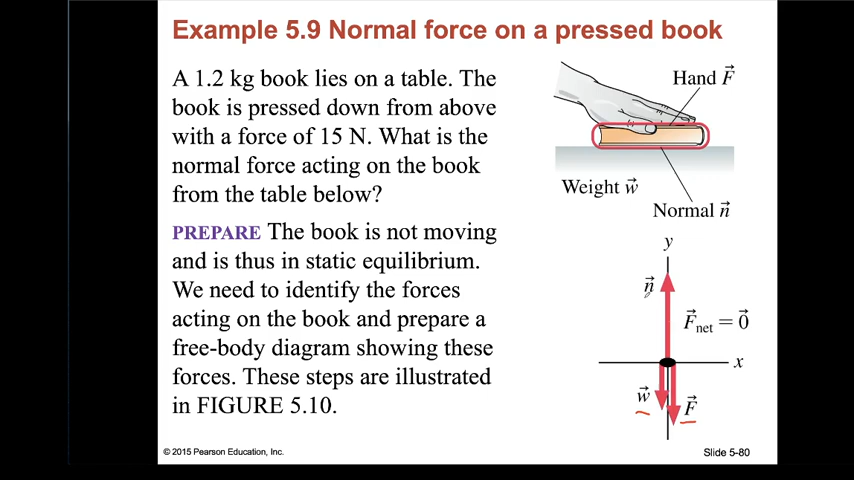 Example 5.9 Normal force on a pressed book
A 1.2 kg book lies on a table. The
book is pressed down from above
with a force of 15 N. What is the
normal force acting on the book
from the table below?
PREPARE The book is not moving
and is thus in static equilibrium.
We need to identify the forces
acting on the book and prepare a
free-body diagram showing these
forces. These steps are illustrated
in FIGURE 5.10.
Hand F⃗
Weight w⃗
Normal n⃗
y
n⃗
F⃗net = 0⃗
x
w⃗
F⃗
© 2015 Pearson Education, Inc.
Slide 5-80